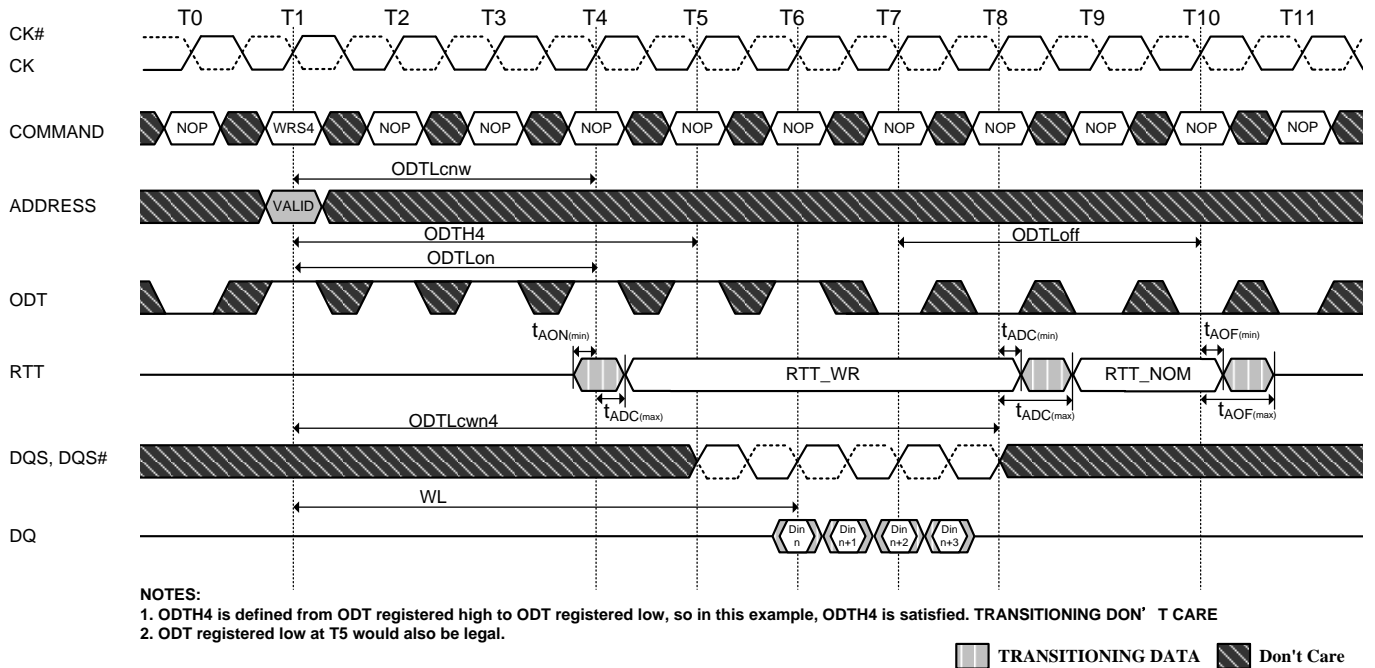 T0 T1 T2 T3 T4 T5 T6 T7 T8 T9 T10 T11
CK#
CK
COMMAND NOP WRS4 NOP NOP NOP NOP NOP NOP NOP NOP NOP NOP
ODTLcnw
ADDRESS VALID
ODTH4 ODTLoff
ODTLon
ODT
tAON(min) tADC(min) tAOF(min)
RTT RTT_WR RTT_NOM
tADC(max) tADC(max) tAOF(max)
ODTLcwn4
DQS, DQS#
WL
DQ Din n Din n+1 Din n+2 Din n+3
NOTES:
1. ODTH4 is defined from ODT registered high to ODT registered low, so in this example, ODTH4 is satisfied. TRANSITIONING DON’ T CARE
2. ODT registered low at T5 would also be legal.
TRANSITIONING DATA Don't Care